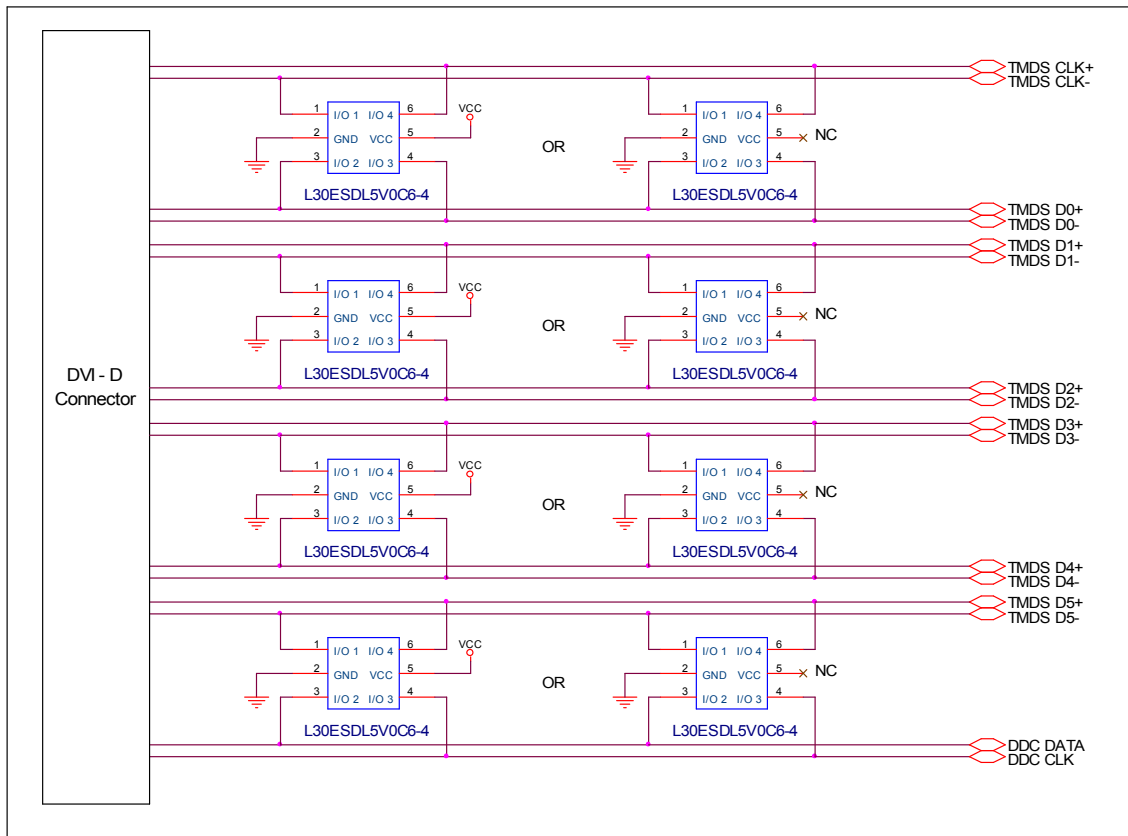 TMDS CLK+
TMDS CLK-
1 I/O 1 I/O 4 6 VCC
2 GND VCC 5
3 I/O 2 I/O 3 4
L30ESDL5V0C6-4
OR
1 I/O 1 I/O 4 6
2 GND VCC 5 NC
3 I/O 2 I/O 3 4
L30ESDL5V0C6-4
TMDS D0+
TMDS D0-
TMDS D1+
TMDS D1-
1 I/O 1 I/O 4 6 VCC
2 GND VCC 5
3 I/O 2 I/O 3 4
L30ESDL5V0C6-4
OR
1 I/O 1 I/O 4 6
2 GND VCC 5 NC
3 I/O 2 I/O 3 4
L30ESDL5V0C6-4
DVI - D
Connector
TMDS D2+
TMDS D2-
TMDS D3+
TMDS D3-
1 I/O 1 I/O 4 6 VCC
2 GND VCC 5
3 I/O 2 I/O 3 4
L30ESDL5V0C6-4
OR
1 I/O 1 I/O 4 6
2 GND VCC 5 NC
3 I/O 2 I/O 3 4
L30ESDL5V0C6-4
TMDS D4+
TMDS D4-
TMDS D5+
TMDS D5-
1 I/O 1 I/O 4 6 VCC
2 GND VCC 5
3 I/O 2 I/O 3 4
L30ESDL5V0C6-4
OR
1 I/O 1 I/O 4 6
2 GND VCC 5 NC
3 I/O 2 I/O 3 4
L30ESDL5V0C6-4
DDC DATA
DDC CLK